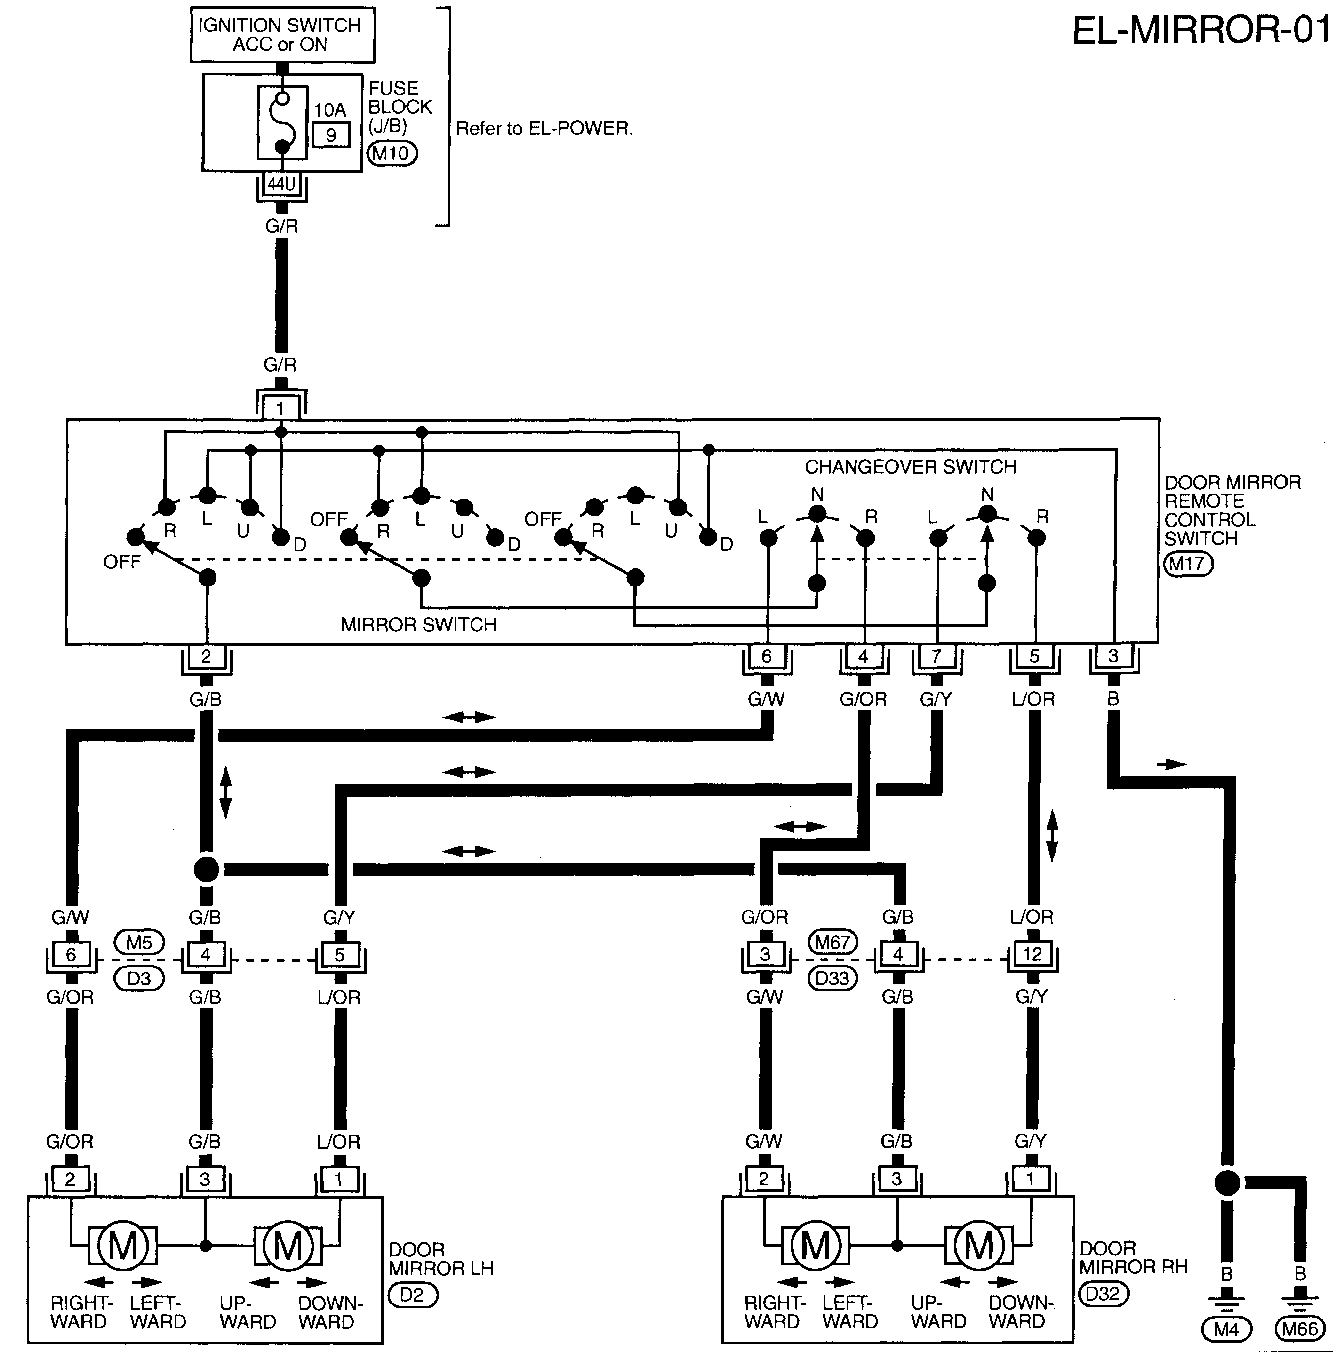 EL-MIRROR-01
IGNITION SWITCH
ACC or ON
FUSE
BLOCK
(J/B)
M10
10A
9
Refer to EL-POWER.
44U
G/R
G/R
1
CHANGEOVER SWITCH
DOOR MIRROR
REMOTE
CONTROL
SWITCH
M17
OFF R L U D
OFF R L U D
OFF R L U D
L N R
L N R
MIRROR SWITCH
2 6 4 7 5 3
G/B G/W G/OR G/Y L/OR B
G/W G/B G/Y G/OR G/B L/OR
6 M5 4 5 3 M67 4 12
D3 D33
G/OR G/B L/OR G/W G/B G/Y
G/OR G/B L/OR G/W G/B G/Y
2 3 1 2 3 1
M M M M
DOOR
MIRROR LH
D2
DOOR
MIRROR RH
D32
RIGHT-
WARD
LEFT-
WARD
UP-
WARD
DOWN-
WARD
RIGHT-
WARD
LEFT-
WARD
UP-
WARD
DOWN-
WARD
B B
M4 M66